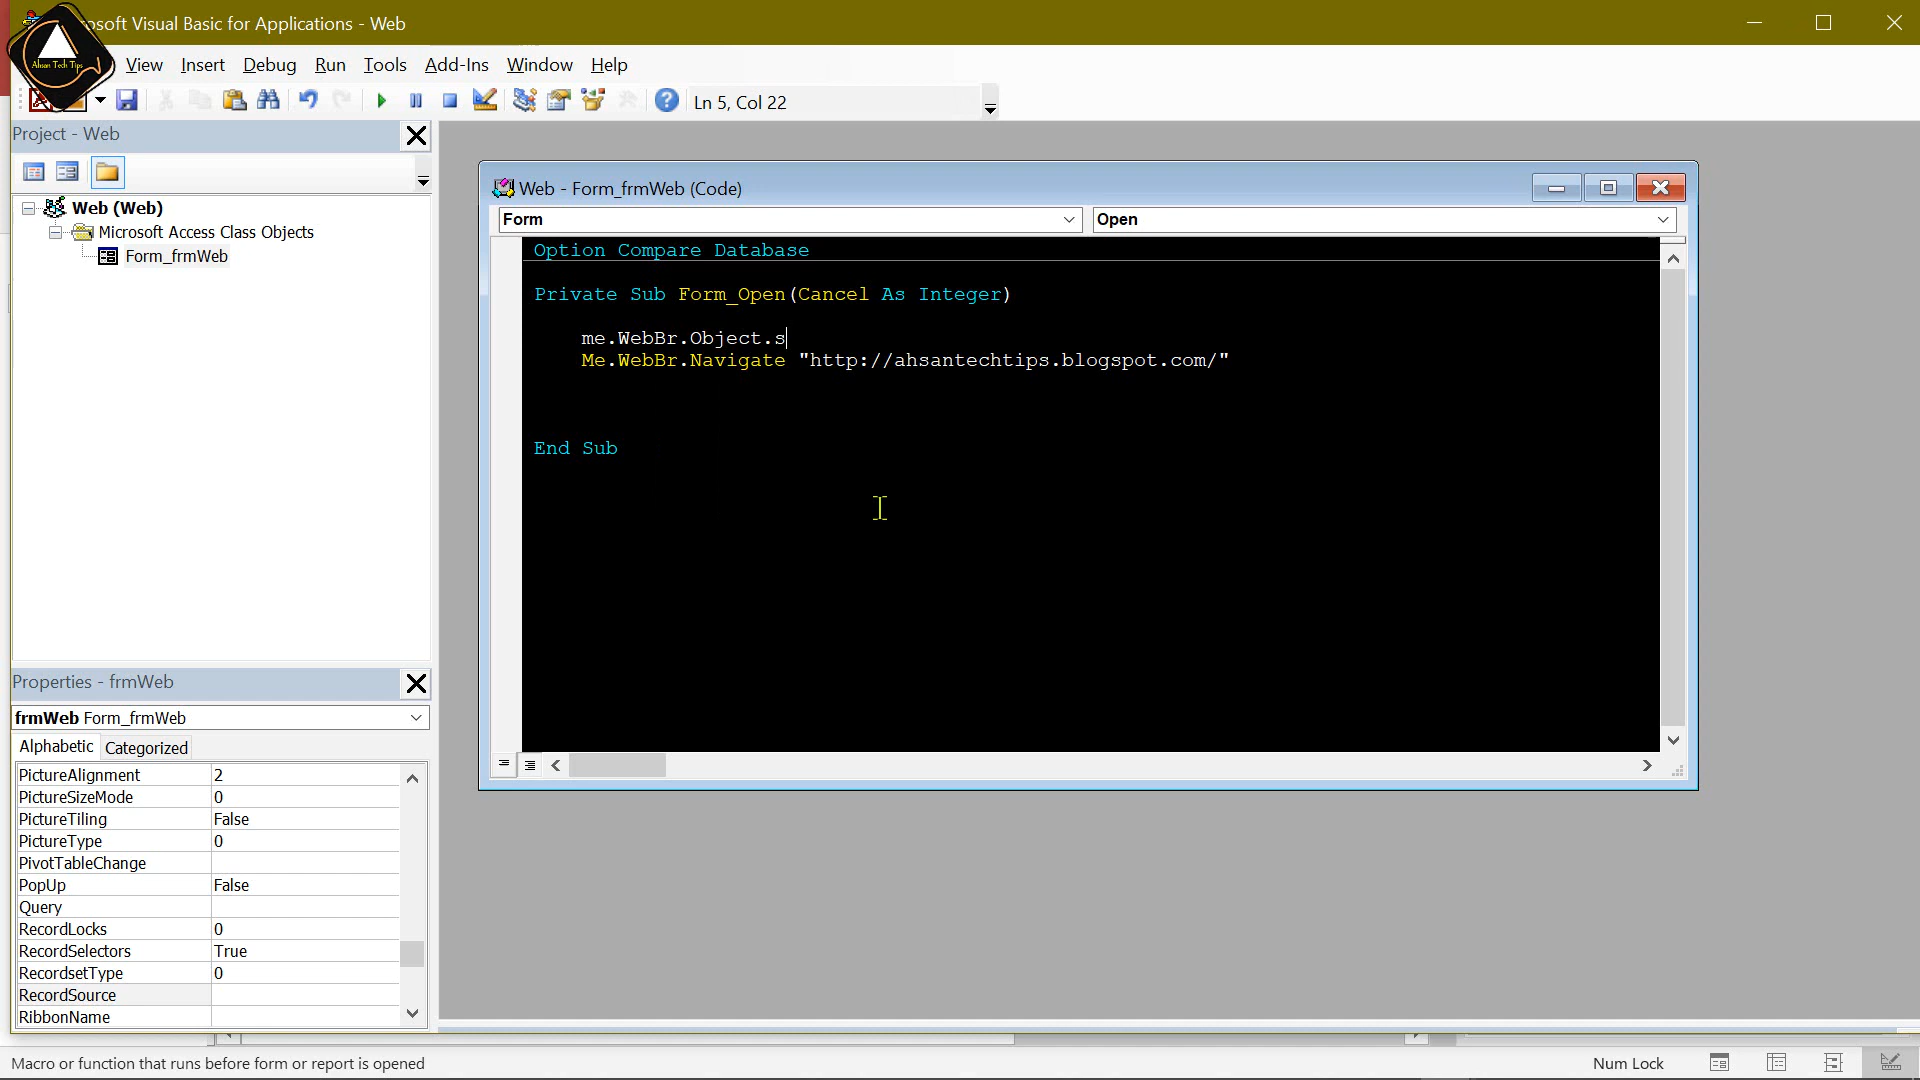 osoft Visual Basic for Applications - Web
Ahsan Tech Tips
View Insert Debug Run Tools Add-Ins Window Help
Ln 5, Col 22
Project - Web
Web (Web)
Microsoft Access Class Objects
Form_frmWeb
Web - Form_frmWeb (Code)
Form Open
Option Compare Database
Private Sub Form_Open(Cancel As Integer)
me.WebBr.Object.s
Me.WebBr.Navigate "http://ahsantechtips.blogspot.com/"
End Sub
Properties - frmWeb
frmWeb Form_frmWeb
Alphabetic Categorized
PictureAlignment 2
PictureSizeMode 0
PictureTiling False
PictureType 0
PivotTableChange
PopUp False
Query
RecordLocks 0
RecordSelectors True
RecordsetType 0
RecordSource
RibbonName
Macro or function that runs before form or report is opened
Num Lock